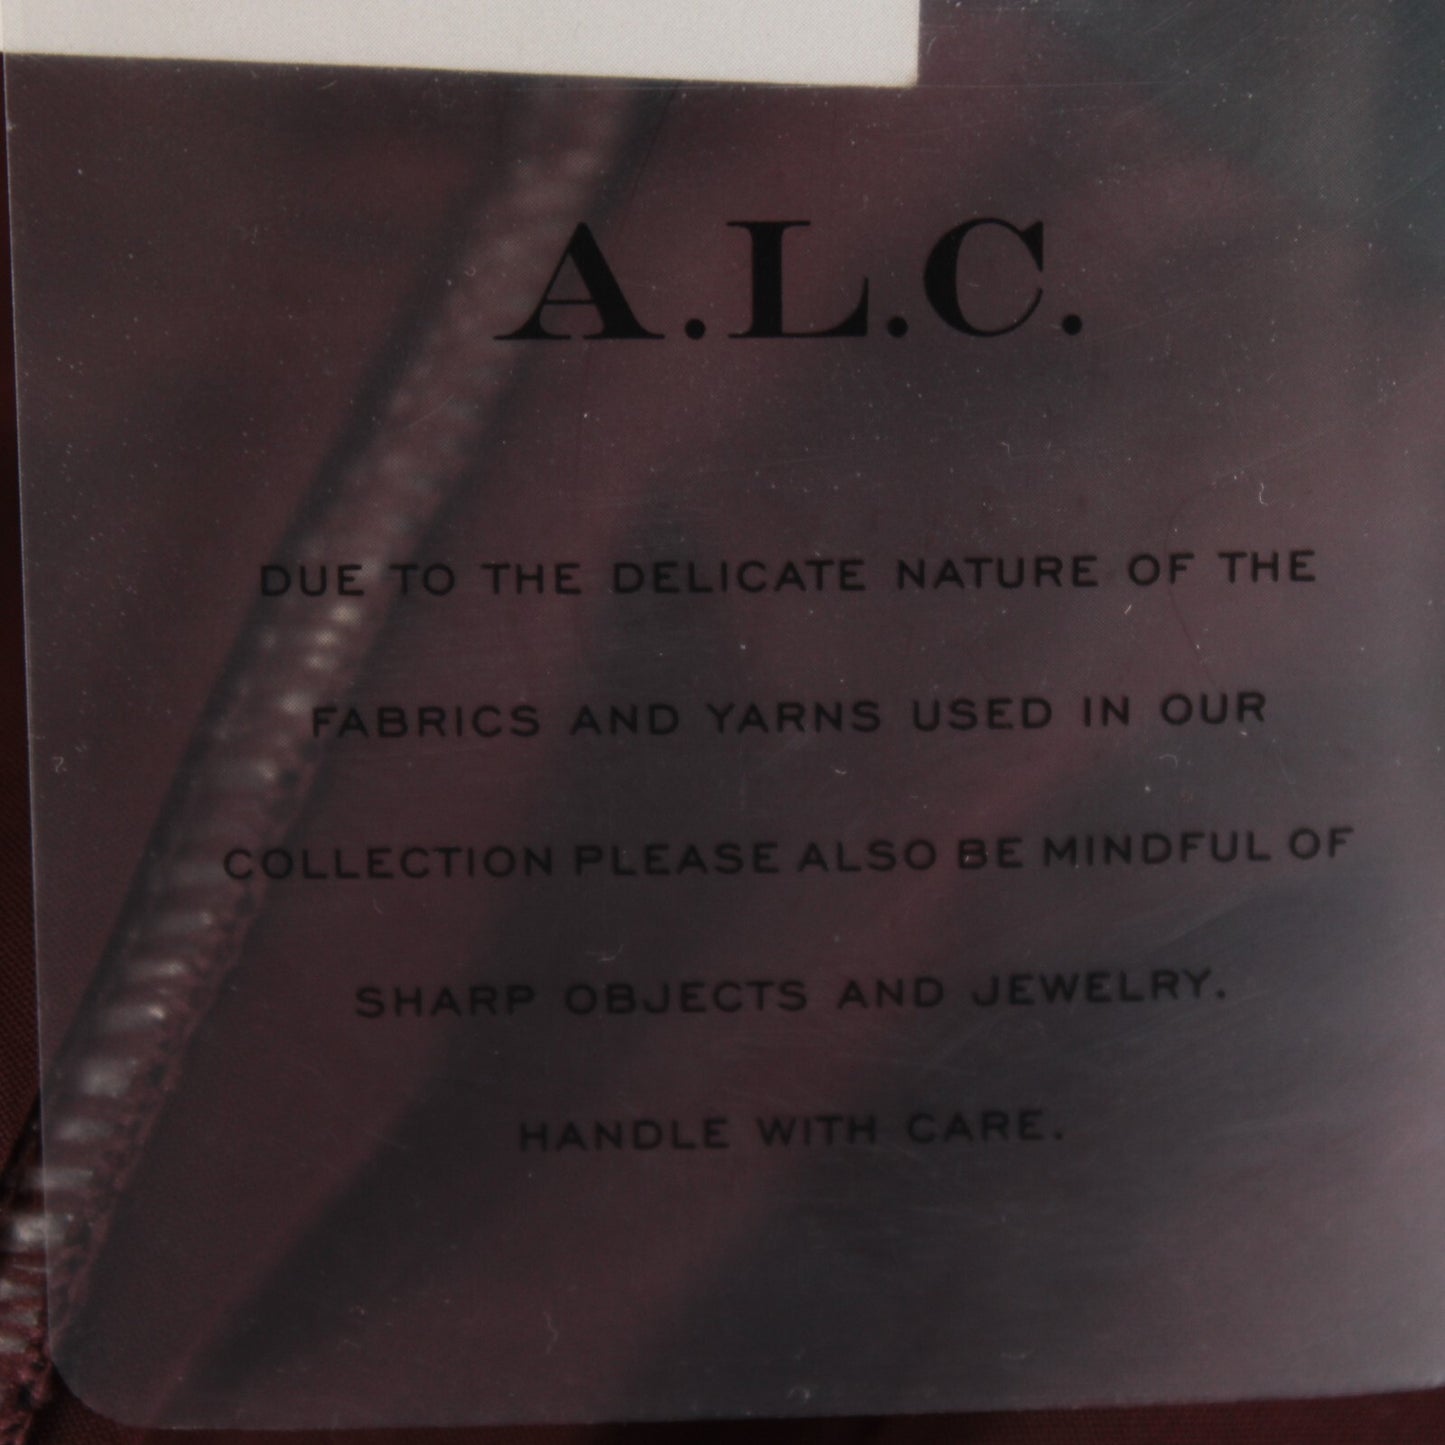 A.L.C.
DUE TO THE DELICATE NATURE OF THE
FABRICS AND YARNS USED IN OUR
COLLECTION PLEASE ALSO BE MINDFUL OF
SHARP OBJECTS AND JEWELRY.
HANDLE WITH CARE.